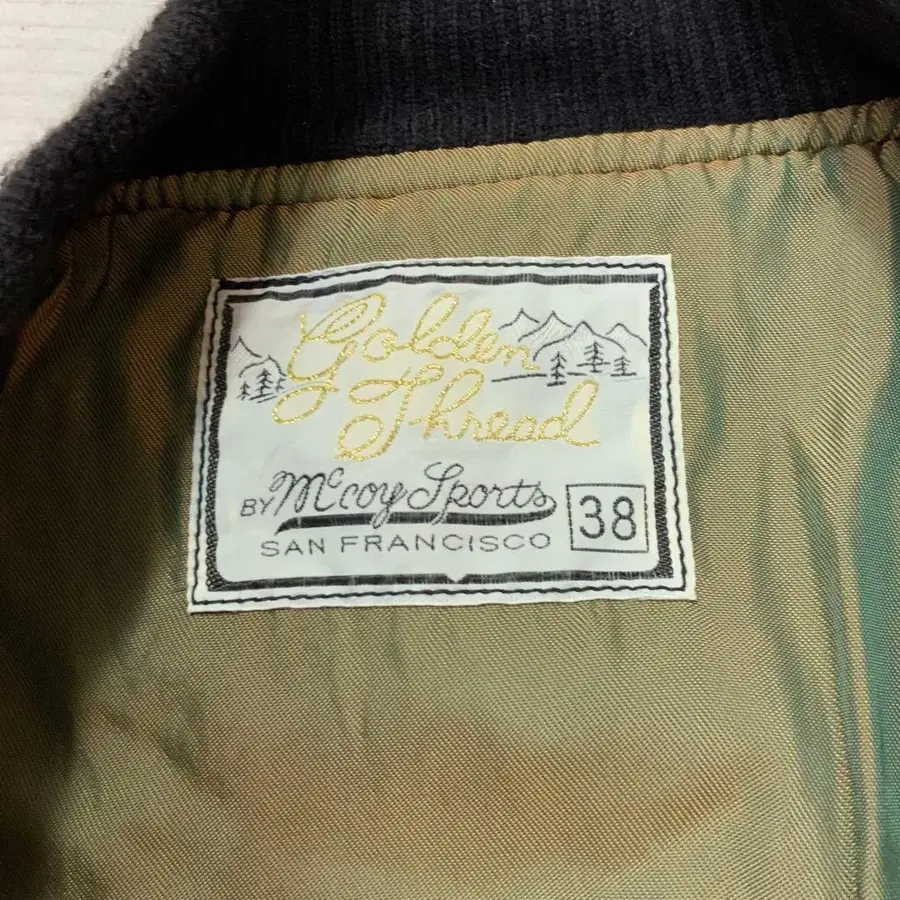 Golden
Thread
BY McCoy Sports
SAN FRANCISCO 38